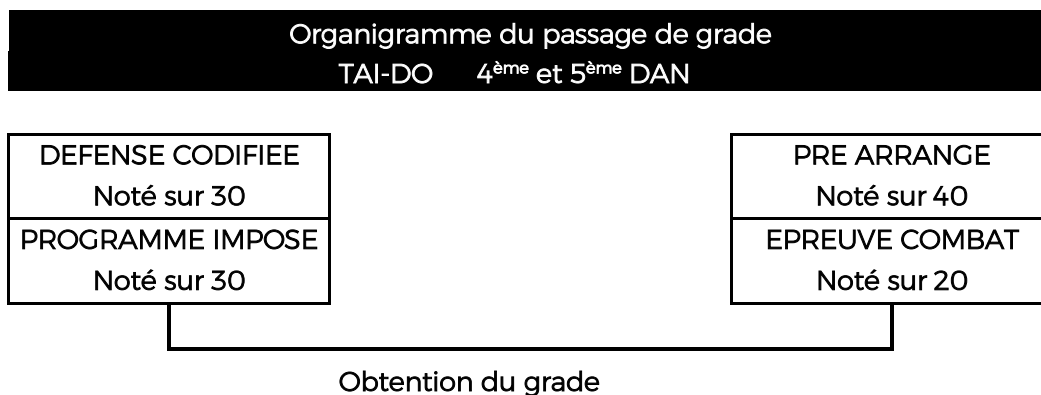 Organigramme du passage de grade
TAI-DO 4ème et 5ème DAN
DEFENSE CODIFIEE
Noté sur 30
PROGRAMME IMPOSE
Noté sur 30
PRE ARRANGE
Noté sur 40
EPREUVE COMBAT
Noté sur 20
Obtention du grade